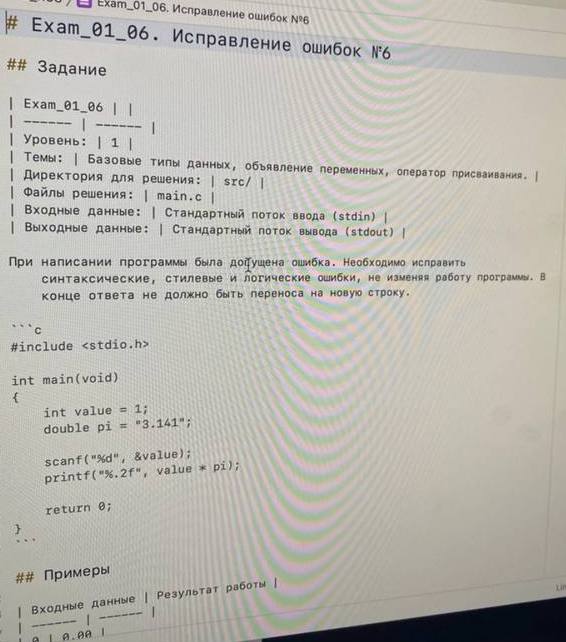 Exam_01_06. Исправление ошибок №6
# Exam_01_06. Исправление ошибок №6
## Задание
| Exam_01_06 | |
| ------ | ------ |
| Уровень: | 1 |
| Темы: | Базовые типы данных, объявление переменных, оператор присваивания. |
| Директория для решения: | src/ |
| Файлы решения: | main.c |
| Входные данные: | Стандартный поток ввода (stdin) |
| Выходные данные: | Стандартный поток вывода (stdout) |
При написании программы была допущена ошибка. Необходимо исправить
синтаксические, стилевые и логические ошибки, не изменяя работу программы. В
конце ответа не должно быть переноса на новую строку.
```c
#include <stdio.h>
int main(void)
{
int value = 1;
double pi = "3.141";
scanf("%d", &value);
printf("%.2f", value * pi);
return 0;
}
```
## Примеры
| Входные данные | Результат работы |
| ------ | ------ |
| 0 | 0.00 |